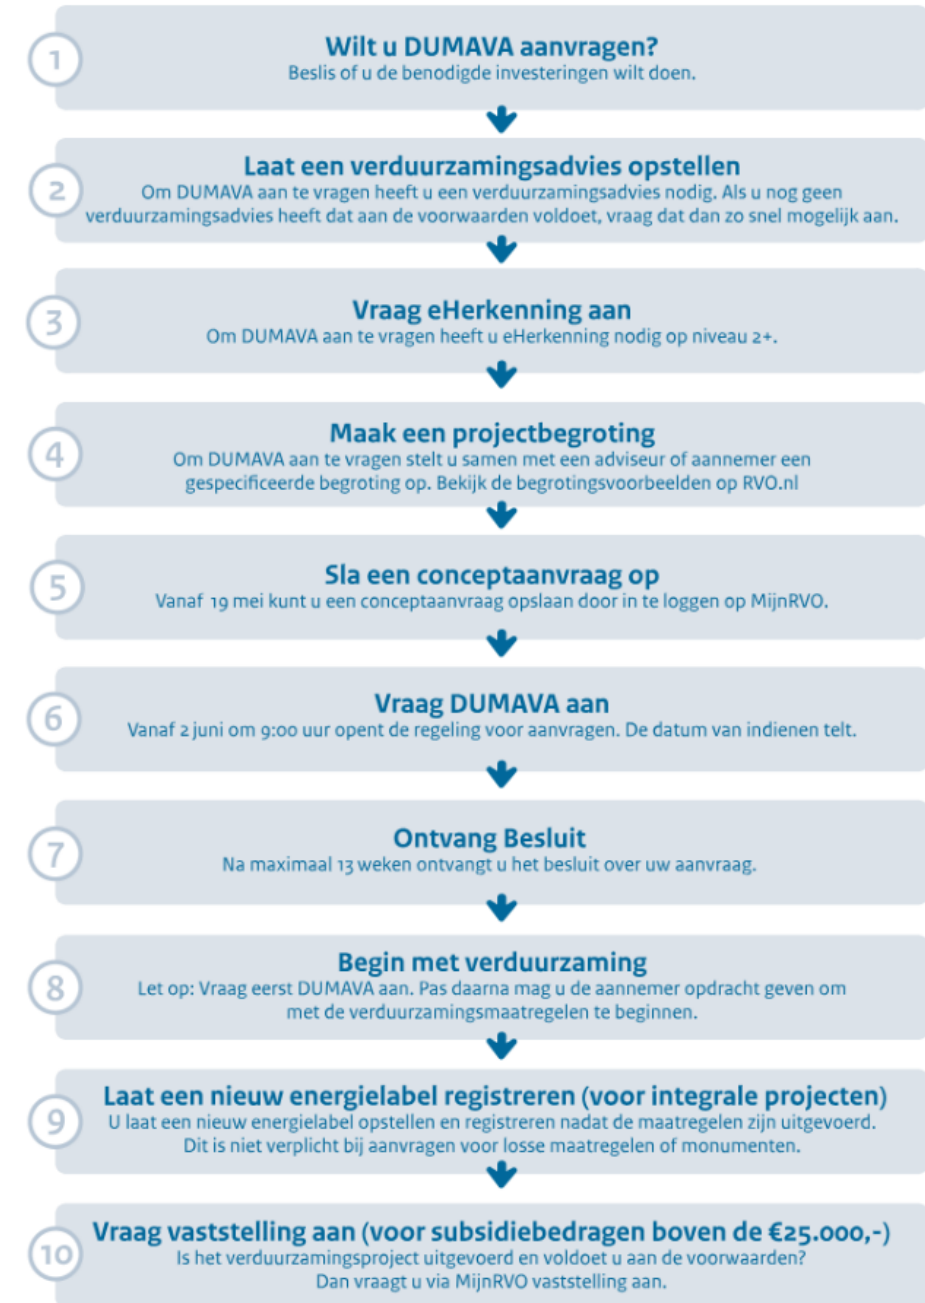 1
Wilt u DUMAVA aanvragen?
Beslis of u de benodigde investeringen wilt doen.
2
Laat een verduurzamingsadvies opstellen
Om DUMAVA aan te vragen heeft u een verduurzamingsadvies nodig. Als u nog geen
verduurzamingsadvies heeft dat aan de voorwaarden voldoet, vraag dat dan zo snel mogelijk aan.
3
Vraag eHerkenning aan
Om DUMAVA aan te vragen heeft u eHerkenning nodig op niveau 2+.
4
Maak een projectbegroting
Om DUMAVA aan te vragen stelt u samen met een adviseur of aannemer een
gespecificeerde begroting op. Bekijk de begrotingsvoorbeelden op RVO.nl
5
Sla een conceptaanvraag op
Vanaf 19 mei kunt u een conceptaanvraag opslaan door in te loggen op MijnRVO.
6
Vraag DUMAVA aan
Vanaf 2 juni om 9:00 uur opent de regeling voor aanvragen. De datum van indienen telt.
7
Ontvang Besluit
Na maximaal 13 weken ontvangt u het besluit over uw aanvraag.
8
Begin met verduurzaming
Let op: Vraag eerst DUMAVA aan. Pas daarna mag u de aannemer opdracht geven om
met de verduurzamingsmaatregelen te beginnen.
9
Laat een nieuw energielabel registreren (voor integrale projecten)
U laat een nieuw energielabel opstellen en registreren nadat de maatregelen zijn uitgevoerd.
Dit is niet verplicht bij aanvragen voor losse maatregelen of monumenten.
10
Vraag vaststelling aan (voor subsidiebedragen boven de €25.000,-)
Is het verduurzamingsproject uitgevoerd en voldoet u aan de voorwaarden?
Dan vraagt u via MijnRVO vaststelling aan.